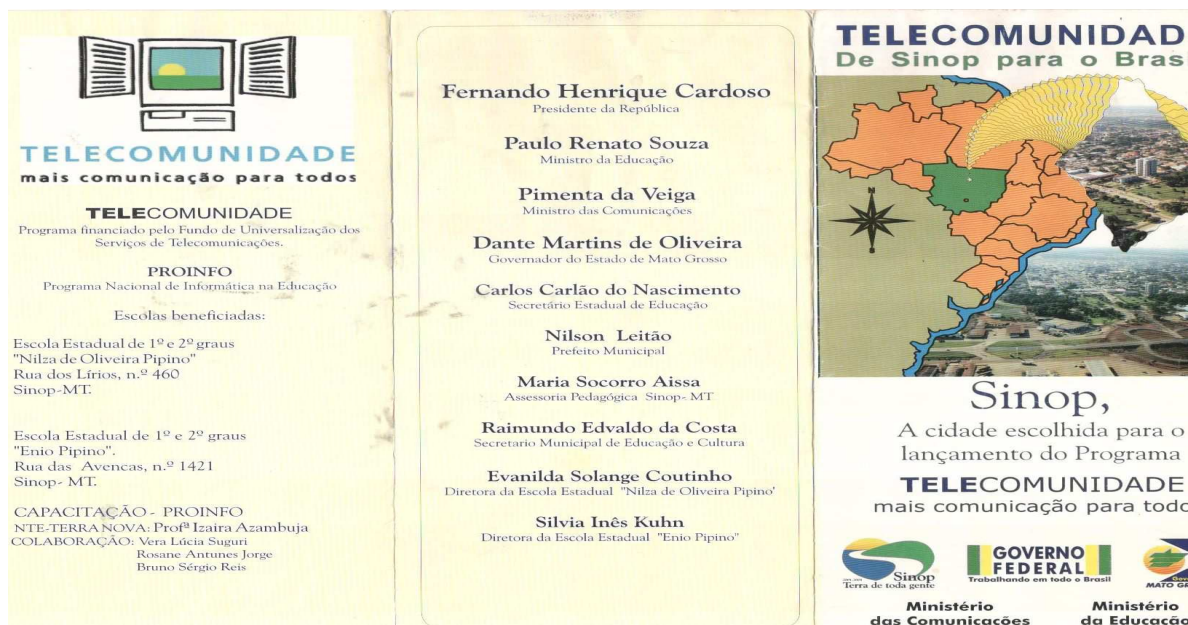 TELECOMUNIDADE
mais comunicação para todos
TELECOMUNIDADE
Programa financiado pelo Fundo de Universalização dos
Serviços de Telecomunicações.
PROINFO
Programa Nacional de Informática na Educação
Escolas beneficiadas:
Escola Estadual de 1º e 2º graus
"Nilza de Oliveira Pipino"
Rua dos Lírios, n.º 460
Sinop-MT.
Escola Estadual de 1º e 2º graus
"Enio Pipino".
Rua das Avencas, n.º 1421
Sinop- MT.
CAPACITAÇÃO - PROINFO
NTE-TERRA NOVA: Profª Izaira Azambuja
COLABORAÇÃO: Vera Lúcia Suguri
Rosane Antunes Jorge
Bruno Sérgio Reis
Fernando Henrique Cardoso
Presidente da República
Paulo Renato Souza
Ministro da Educação
Pimenta da Veiga
Ministro das Comunicações
Dante Martins de Oliveira
Governador do Estado de Mato Grosso
Carlos Carlão do Nascimento
Secretário Estadual de Educação
Nilson Leitão
Prefeito Municipal
Maria Socorro Aissa
Assessoria Pedagógica Sinop- MT
Raimundo Edvaldo da Costa
Secretario Municipal de Educação e Cultura
Evanilda Solange Coutinho
Diretora da Escola Estadual "Nilza de Oliveira Pipino'
Silvia Inês Kuhn
Diretora da Escola Estadual "Enio Pipino"
TELECOMUNIDAD
De Sinop para o Bras
N
Sinop,
A cidade escolhida para o
lançamento do Programa
TELECOMUNIDADE
mais comunicação para todo
Sinop
Terra de toda gente
GOVERNO
FEDERAL
Trabalhando em todo o Brasil
MATO GR
Ministério
das Comunicações
Ministério
da Educação